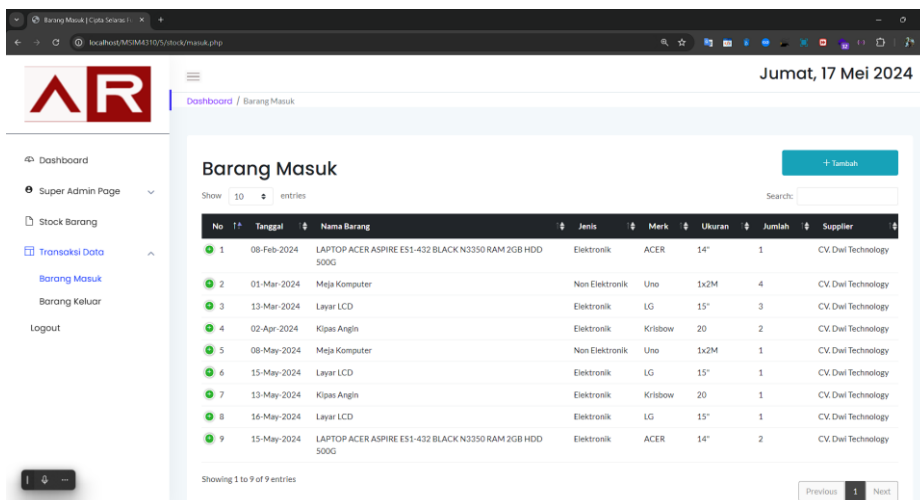 Barang Masuk | Cipta Selaras
localhost/MSIM4310/5/stock/masuk.php
AR
Jumat, 17 Mei 2024
Dashboard / Barang Masuk
Dashboard
Super Admin Page
Stock Barang
Transaksi Data
Barang Masuk
Barang Keluar
Logout
Barang Masuk
+ Tambah
Show 10 entries
Search:
No Tanggal Nama Barang Jenis Merk Ukuran Jumlah Supplier
1 08-Feb-2024 LAPTOP ACER ASPIRE ES1-432 BLACK N3350 RAM 2GB HDD Elektronik ACER 14" 1 CV. Dwi Technology
500G
2 01-Mar-2024 Meja Komputer Non Elektronik Uno 1x2M 4 CV. Dwi Technology
3 13-Mar-2024 Layar LCD Elektronik LG 15" 3 CV. Dwi Technology
4 02-Apr-2024 Kipas Angin Elektronik Krisbow 20 2 CV. Dwi Technology
5 08-May-2024 Meja Komputer Non Elektronik Uno 1x2M 1 CV. Dwi Technology
6 15-May-2024 Layar LCD Elektronik LG 15" 1 CV. Dwi Technology
7 13-May-2024 Kipas Angin Elektronik Krisbow 20 1 CV. Dwi Technology
8 16-May-2024 Layar LCD Elektronik LG 15" 1 CV. Dwi Technology
9 15-May-2024 LAPTOP ACER ASPIRE ES1-432 BLACK N3350 RAM 2GB HDD Elektronik ACER 14" 2 CV. Dwi Technology
500G
Showing 1 to 9 of 9 entries
Previous 1 Next